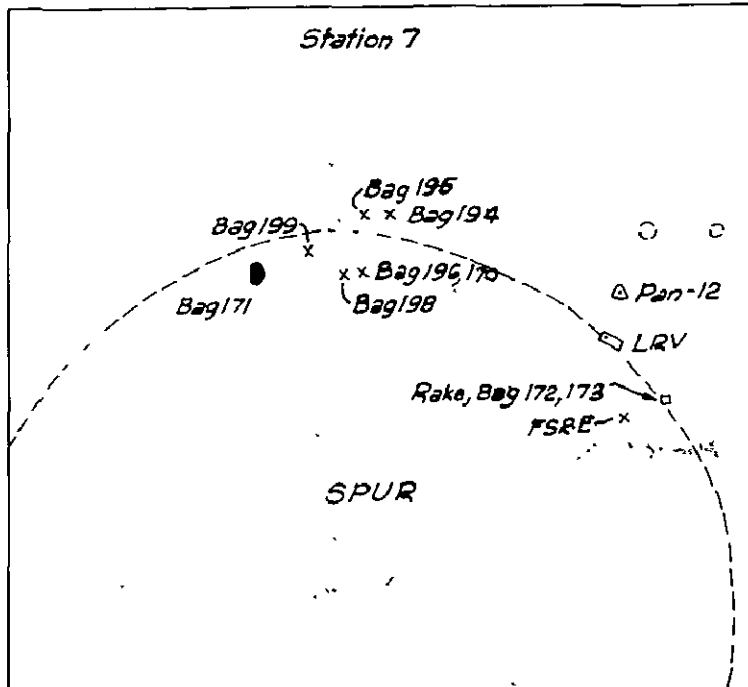 Station 7
Bag 195
Bag 194
Bag 199
Bag 196, 170
Bag 171
Bag 198
Pan-12
LRV
Rake, Bag 172, 173
FSRE
SPUR